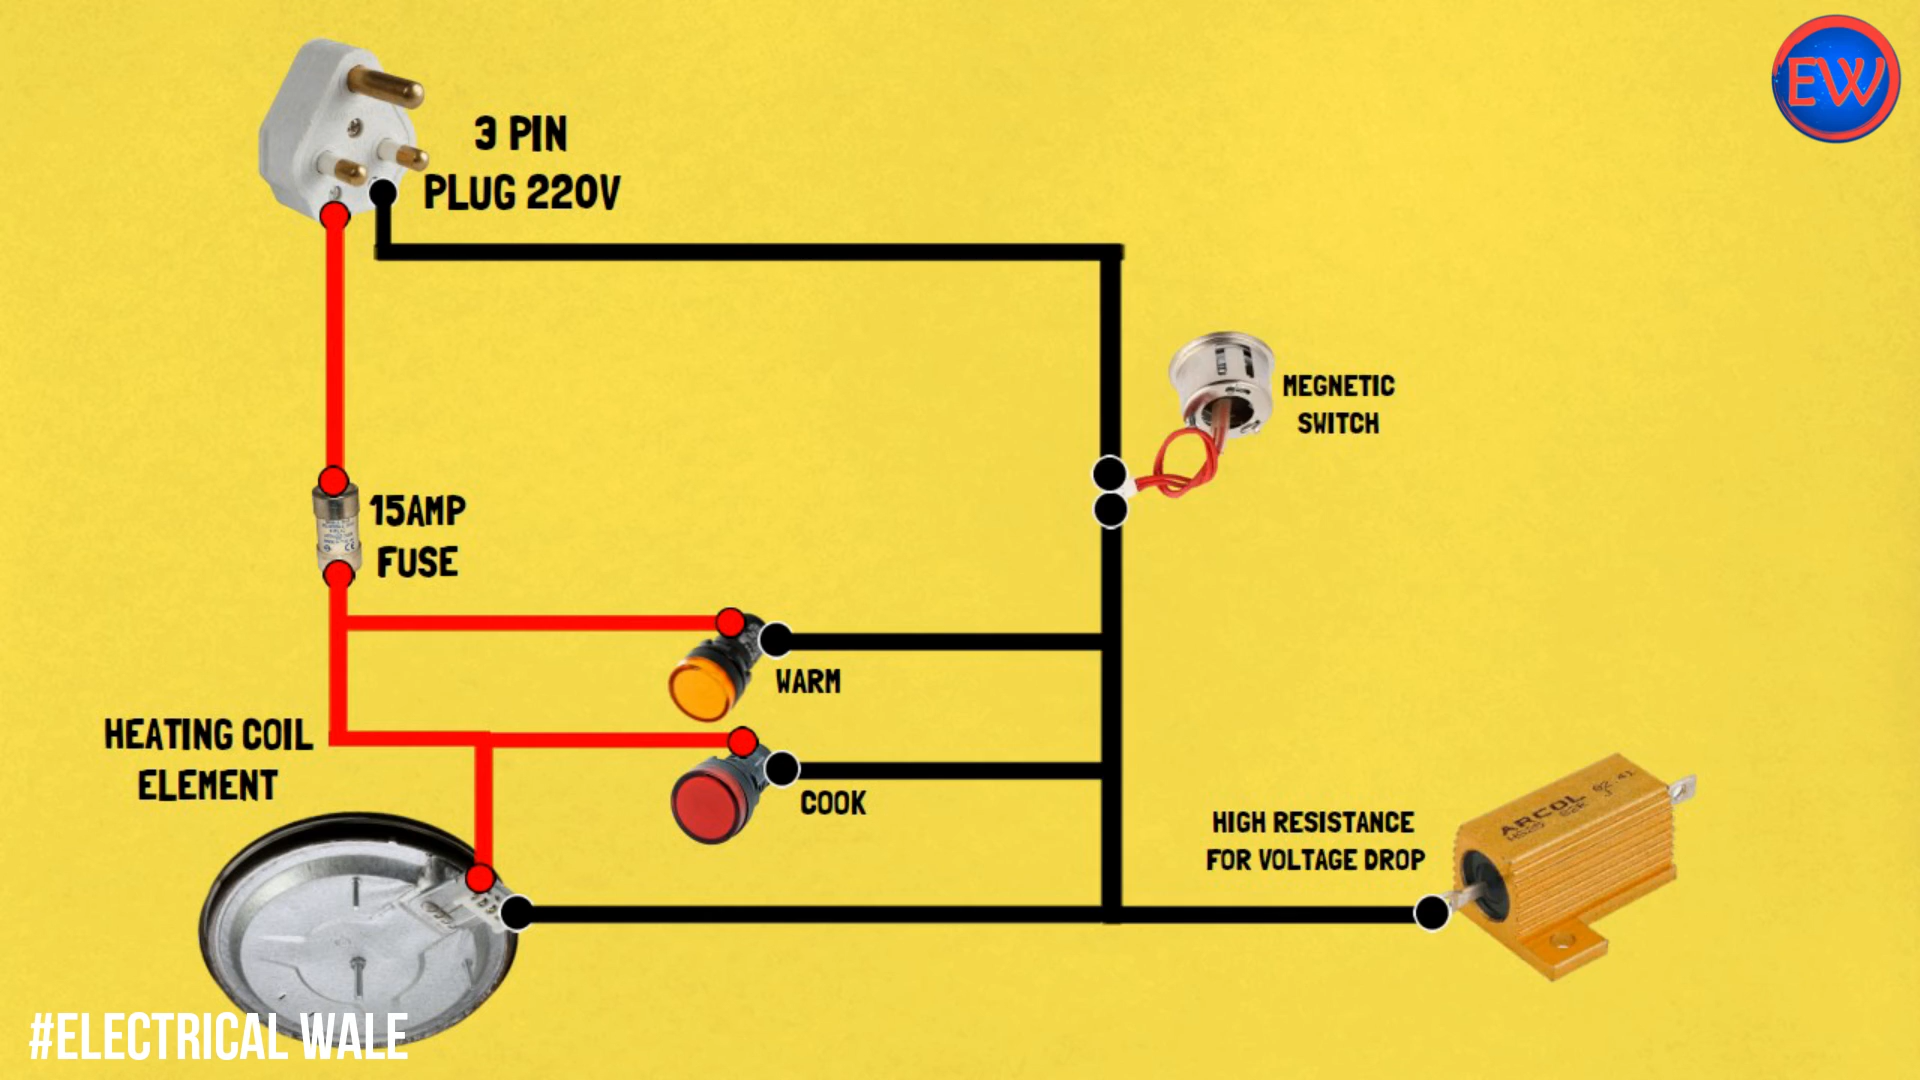 EW
3 PIN
PLUG 220V
MEGNETIC
SWITCH
15AMP
FUSE
WARM
HEATING COIL
ELEMENT
COOK
HIGH RESISTANCE
FOR VOLTAGE DROP
ARCOL
#ELECTRICAL WALE